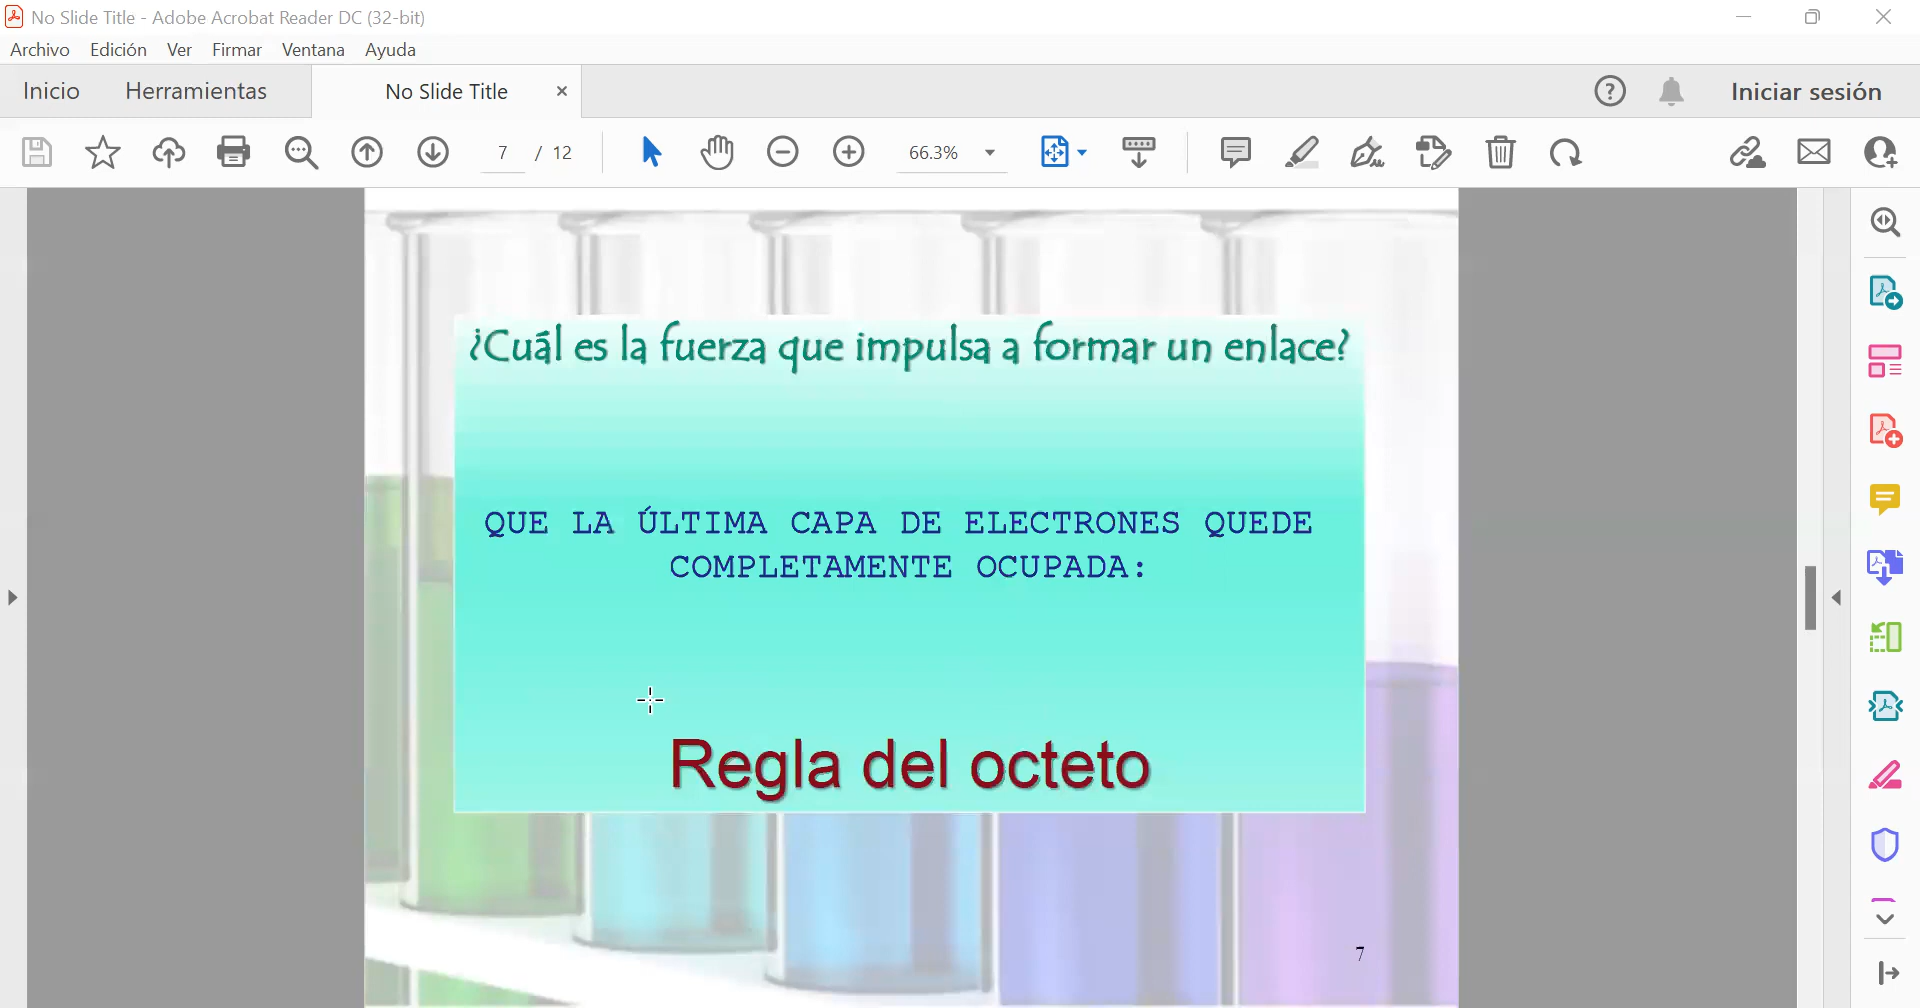 No Slide Title - Adobe Acrobat Reader DC (32-bit)
Archivo Edición Ver Firmar Ventana Ayuda
Inicio Herramientas No Slide Title × Iniciar sesión
7 / 12 66.3%
¿Cuál es la fuerza que impulsa a formar un enlace?
QUE LA ÚLTIMA CAPA DE ELECTRONES QUEDE
COMPLETAMENTE OCUPADA:
Regla del octeto
7